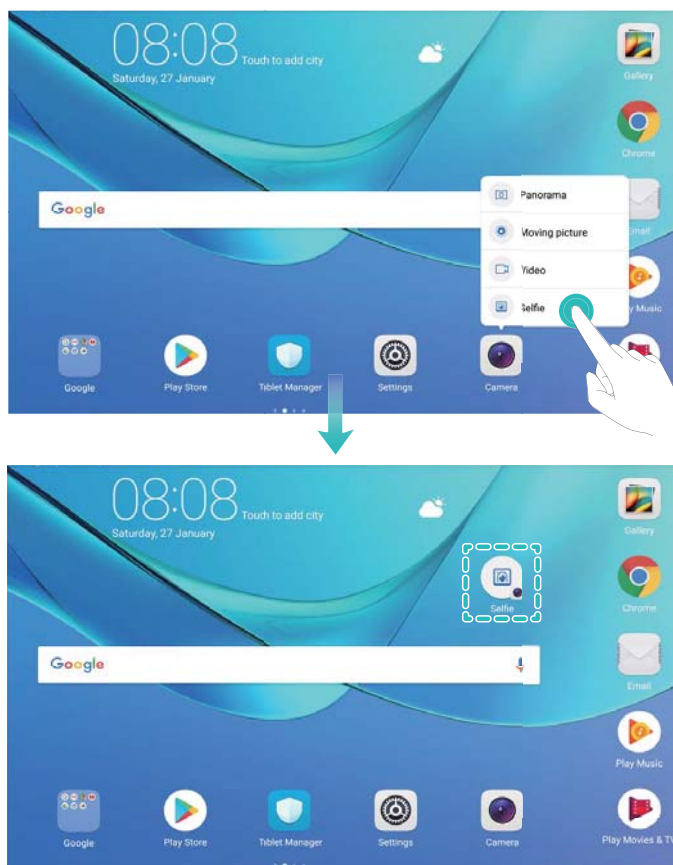 08:08 Touch to add city
Saturday, 27 January
Gallery
Chrome
Google
Panorama
Moving picture
Video
Selfie
Email
y Music
Google
Play Store
Tablet Manager
Settings
Camera
08:08 Touch to add city
Saturday, 27 January
Gallery
Selfie
Chrome
Google
Email
Play Music
Google
Play Store
Tablet Manager
Settings
Camera
Play Movies & TV